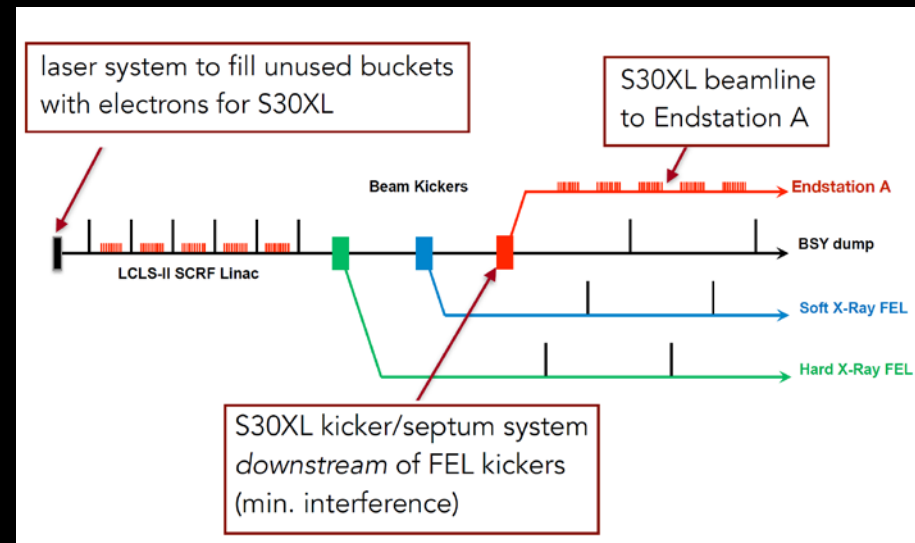 laser system to fill unused buckets
with electrons for S30XL
S30XL beamline
to Endstation A
Beam Kickers
Endstation A
BSY dump
LCLS-II SCRF Linac
Soft X-Ray FEL
Hard X-Ray FEL
S30XL kicker/septum system
downstream of FEL kickers
(min. interference)